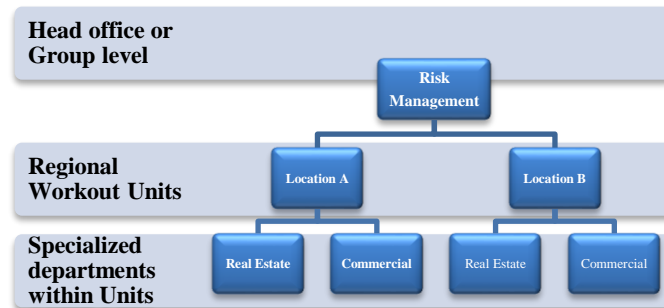 Head office or
Group level
Risk
Management
Regional
Workout Units
Location A
Location B
Specialized
departments
within Units
Real Estate
Commercial
Real Estate
Commercial